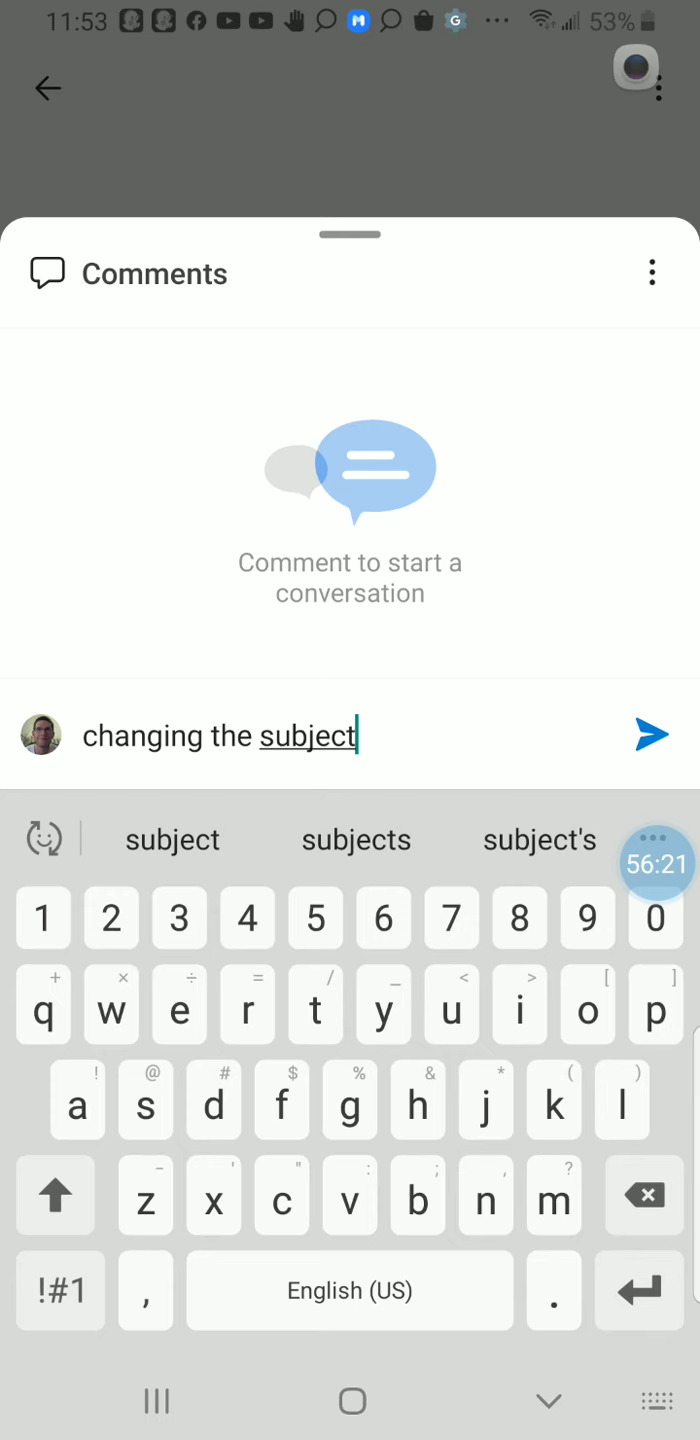 11:53 G ... 53%
Comments
Comment to start a
conversation
changing the subject
subject subjects subject's ...
56:21
1 2 3 4 5 6 7 8 9 0
+ × ÷ = / _ < > [ ]
q w e r t y u i o p
! @ # $ % & * ( )
a s d f g h j k l
- ' " : ; , ?
z x c v b n m
!#1 , English (US) .